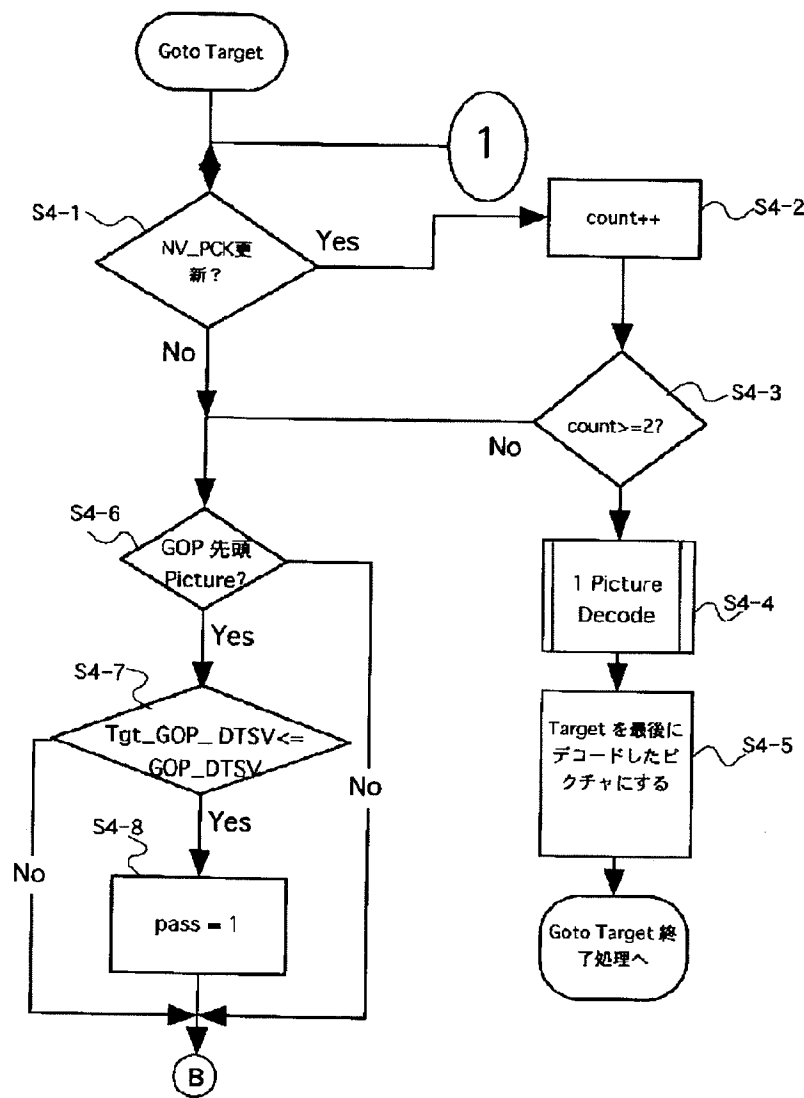 Goto Target
1
S4-1
NV_PCK更
新？
Yes
No
count++
S4-2
count>=2?
S4-3
No
S4-6
GOP 先頭
Picture?
Yes
No
1 Picture
Decode
S4-4
S4-7
Tgt_GOP_DTSV<=
GOP_DTSV
Yes
No
Target を最後に
デコードしたピ
クチャにする
S4-5
S4-8
pass = 1
Goto Target 終
了処理へ
B